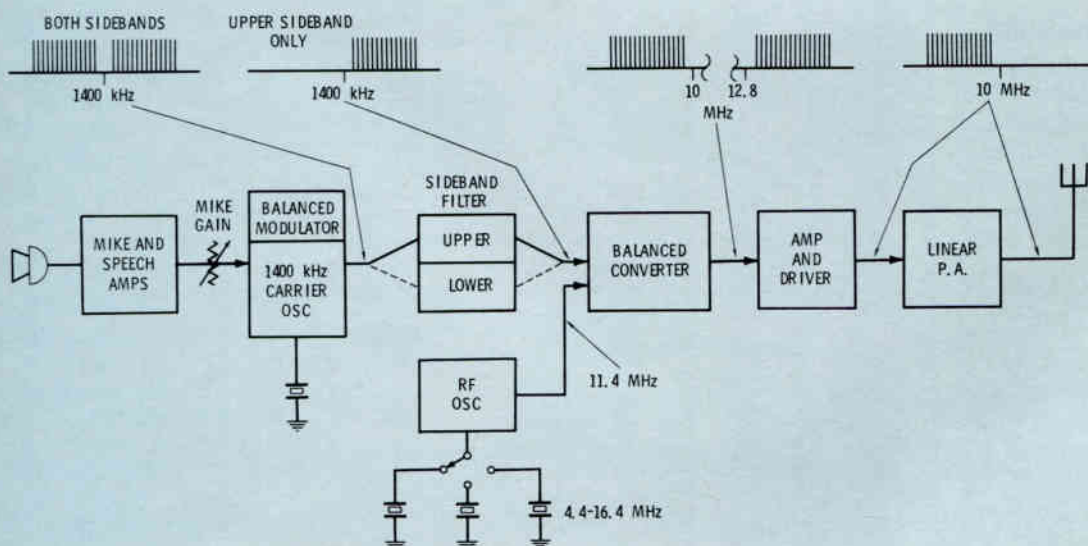 BOTH SIDEBANDS
1400 kHz
UPPER SIDEBAND
ONLY
1400 kHz
10
MHz
12.8
10 MHz
MIKE AND
SPEECH
AMPS
MIKE
GAIN
BALANCED
MODULATOR
1400 kHz
CARRIER
OSC
SIDEBAND
FILTER
UPPER
LOWER
BALANCED
CONVERTER
AMP
AND
DRIVER
LINEAR
P. A.
RF
OSC
11.4 MHz
4.4-16.4 MHz